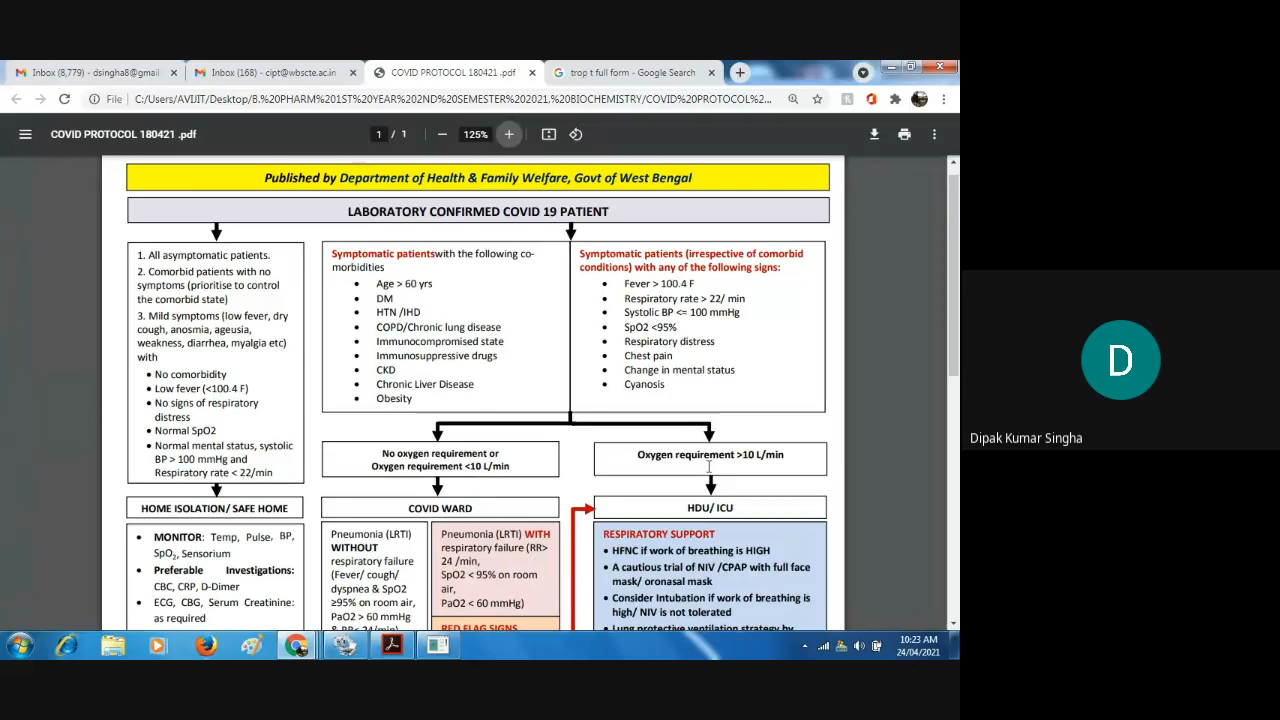 Inbox (8,779) - dsingha8@gmail
Inbox (168) - cipt@wbscte.ac.in
COVID PROTOCOL 180421 .pdf
trop t full form - Google Search
File
C:/Users/AVIJIT/Desktop/B.%20PHARM%201ST%20YEAR%202ND%20SEMESTER%202021,%20BIOCHEMISTRY/COVID%20PROTOCOL%2...
COVID PROTOCOL 180421 .pdf
1 / 1
125%
Published by Department of Health & Family Welfare, Govt of West Bengal
LABORATORY CONFIRMED COVID 19 PATIENT
1. All asymptomatic patients.
2. Comorbid patients with no
symptoms (prioritise to control
the comorbid state)
3. Mild symptoms (low fever, dry
cough, anosmia, ageusia,
weakness, diarrhea, myalgia etc)
with
• No comorbidity
• Low fever (<100.4 F)
• No signs of respiratory
distress
• Normal SpO2
• Normal mental status, systolic
BP > 100 mmHg and
Respiratory rate < 22/min
Symptomatic patientswith the following co-
morbidities
• Age > 60 yrs
• DM
• HTN /IHD
• COPD/Chronic lung disease
• Immunocompromised state
• Immunosuppressive drugs
• CKD
• Chronic Liver Disease
• Obesity
Symptomatic patients (irrespective of comorbid
conditions) with any of the following signs:
• Fever > 100.4 F
• Respiratory rate > 22/ min
• Systolic BP <= 100 mmHg
• SpO2 <95%
• Respiratory distress
• Chest pain
• Change in mental status
• Cyanosis
No oxygen requirement or
Oxygen requirement <10 L/min
Oxygen requirement >10 L/min
HOME ISOLATION/ SAFE HOME
COVID WARD
HDU/ ICU
• MONITOR: Temp, Pulse, BP,
SpO2, Sensorium
• Preferable Investigations:
CBC, CRP, D-Dimer
• ECG, CBG, Serum Creatinine:
as required
Pneumonia (LRTI)
WITHOUT
respiratory failure
(Fever/ cough/
dyspnea & SpO2
≥95% on room air,
PaO2 > 60 mmHg
& RR< 24/min)
Pneumonia (LRTI) WITH
respiratory failure (RR>
24 /min,
SpO2 < 95% on room
air,
PaO2 < 60 mmHg)
RED FLAG SIGNS
RESPIRATORY SUPPORT
• HFNC if work of breathing is HIGH
• A cautious trial of NIV /CPAP with full face
mask/ oronasal mask
• Consider Intubation if work of breathing is
high/ NIV is not tolerated
• Lung protective ventilation strategy by
10:23 AM
24/04/2021
D
Dipak Kumar Singha